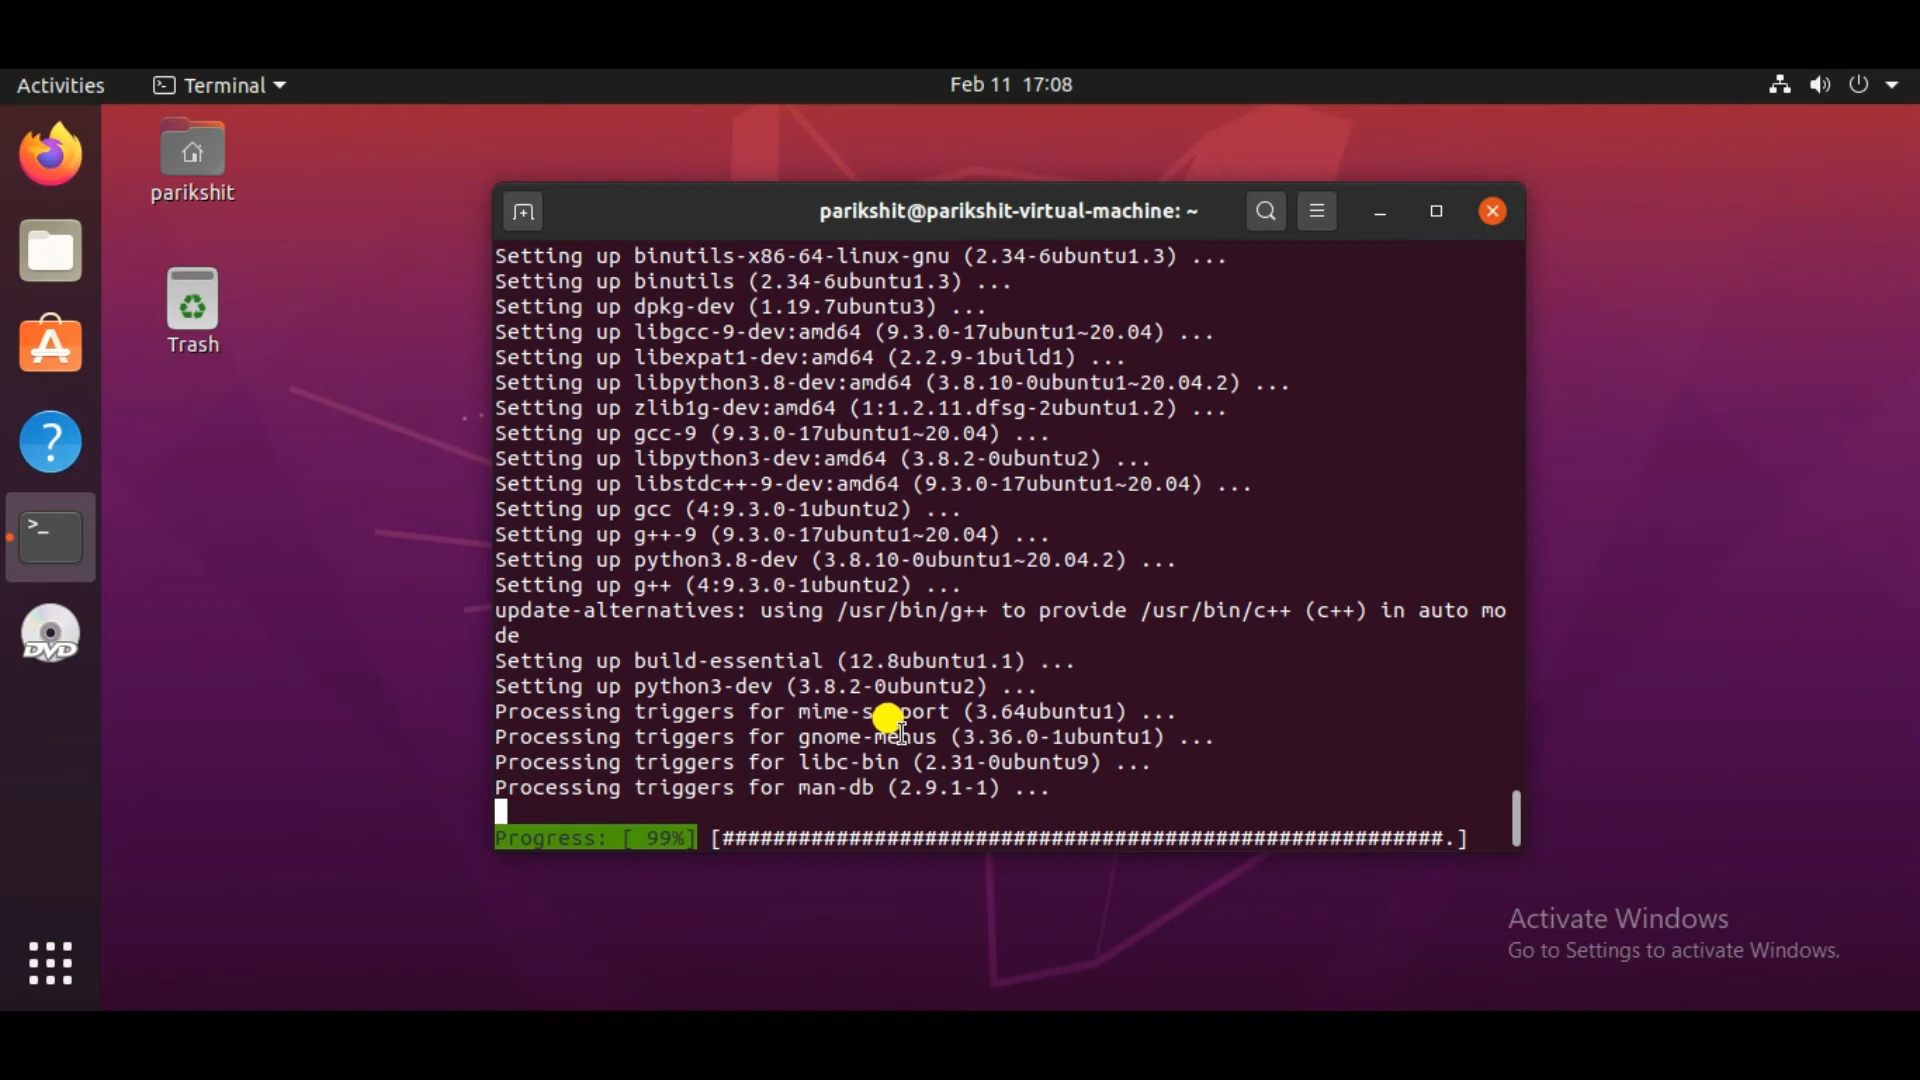 Activities
Terminal
Feb 11 17:08
parikshit
Trash
DVD
parikshit@parikshit-virtual-machine: ~
Setting up binutils-x86-64-linux-gnu (2.34-6ubuntu1.3) ...
Setting up binutils (2.34-6ubuntu1.3) ...
Setting up dpkg-dev (1.19.7ubuntu3) ...
Setting up libgcc-9-dev:amd64 (9.3.0-17ubuntu1~20.04) ...
Setting up libexpat1-dev:amd64 (2.2.9-1build1) ...
Setting up libpython3.8-dev:amd64 (3.8.10-0ubuntu1~20.04.2) ...
Setting up zlib1g-dev:amd64 (1:1.2.11.dfsg-2ubuntu1.2) ...
Setting up gcc-9 (9.3.0-17ubuntu1~20.04) ...
Setting up libpython3-dev:amd64 (3.8.2-0ubuntu2) ...
Setting up libstdc++-9-dev:amd64 (9.3.0-17ubuntu1~20.04) ...
Setting up gcc (4:9.3.0-1ubuntu2) ...
Setting up g++-9 (9.3.0-17ubuntu1~20.04) ...
Setting up python3.8-dev (3.8.10-0ubuntu1~20.04.2) ...
Setting up g++ (4:9.3.0-1ubuntu2) ...
update-alternatives: using /usr/bin/g++ to provide /usr/bin/c++ (c++) in auto mo
de
Setting up build-essential (12.8ubuntu1.1) ...
Setting up python3-dev (3.8.2-0ubuntu2) ...
Processing triggers for mime-support (3.64ubuntu1) ...
Processing triggers for gnome-menus (3.36.0-1ubuntu1) ...
Processing triggers for libc-bin (2.31-0ubuntu9) ...
Processing triggers for man-db (2.9.1-1) ...
Progress: [ 99%] [#########################################################.]
Activate Windows
Go to Settings to activate Windows.